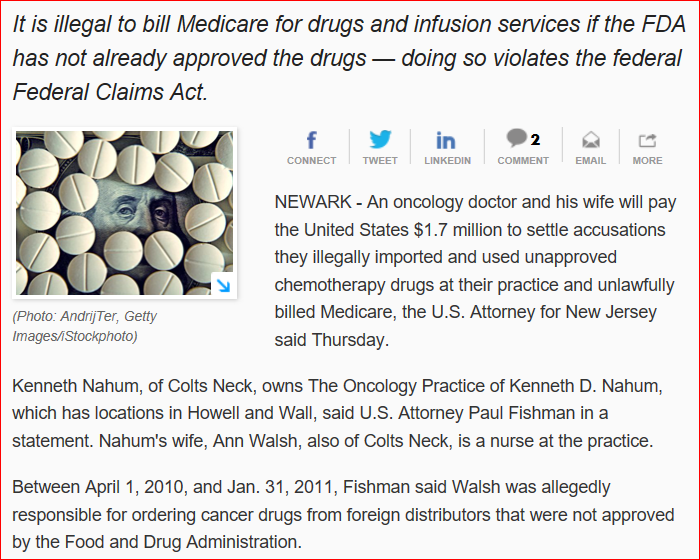 It is illegal to bill Medicare for drugs and infusion services if the FDA
has not already approved the drugs — doing so violates the federal
Federal Claims Act.
CONNECT
TWEET
LINKEDIN
2
COMMENT
EMAIL
MORE
(Photo: AndrijTer, Getty
Images/iStockphoto)
NEWARK - An oncology doctor and his wife will pay
the United States $1.7 million to settle accusations
they illegally imported and used unapproved
chemotherapy drugs at their practice and unlawfully
billed Medicare, the U.S. Attorney for New Jersey
said Thursday.
Kenneth Nahum, of Colts Neck, owns The Oncology Practice of Kenneth D. Nahum,
which has locations in Howell and Wall, said U.S. Attorney Paul Fishman in a
statement. Nahum's wife, Ann Walsh, also of Colts Neck, is a nurse at the practice.
Between April 1, 2010, and Jan. 31, 2011, Fishman said Walsh was allegedly
responsible for ordering cancer drugs from foreign distributors that were not approved
by the Food and Drug Administration.